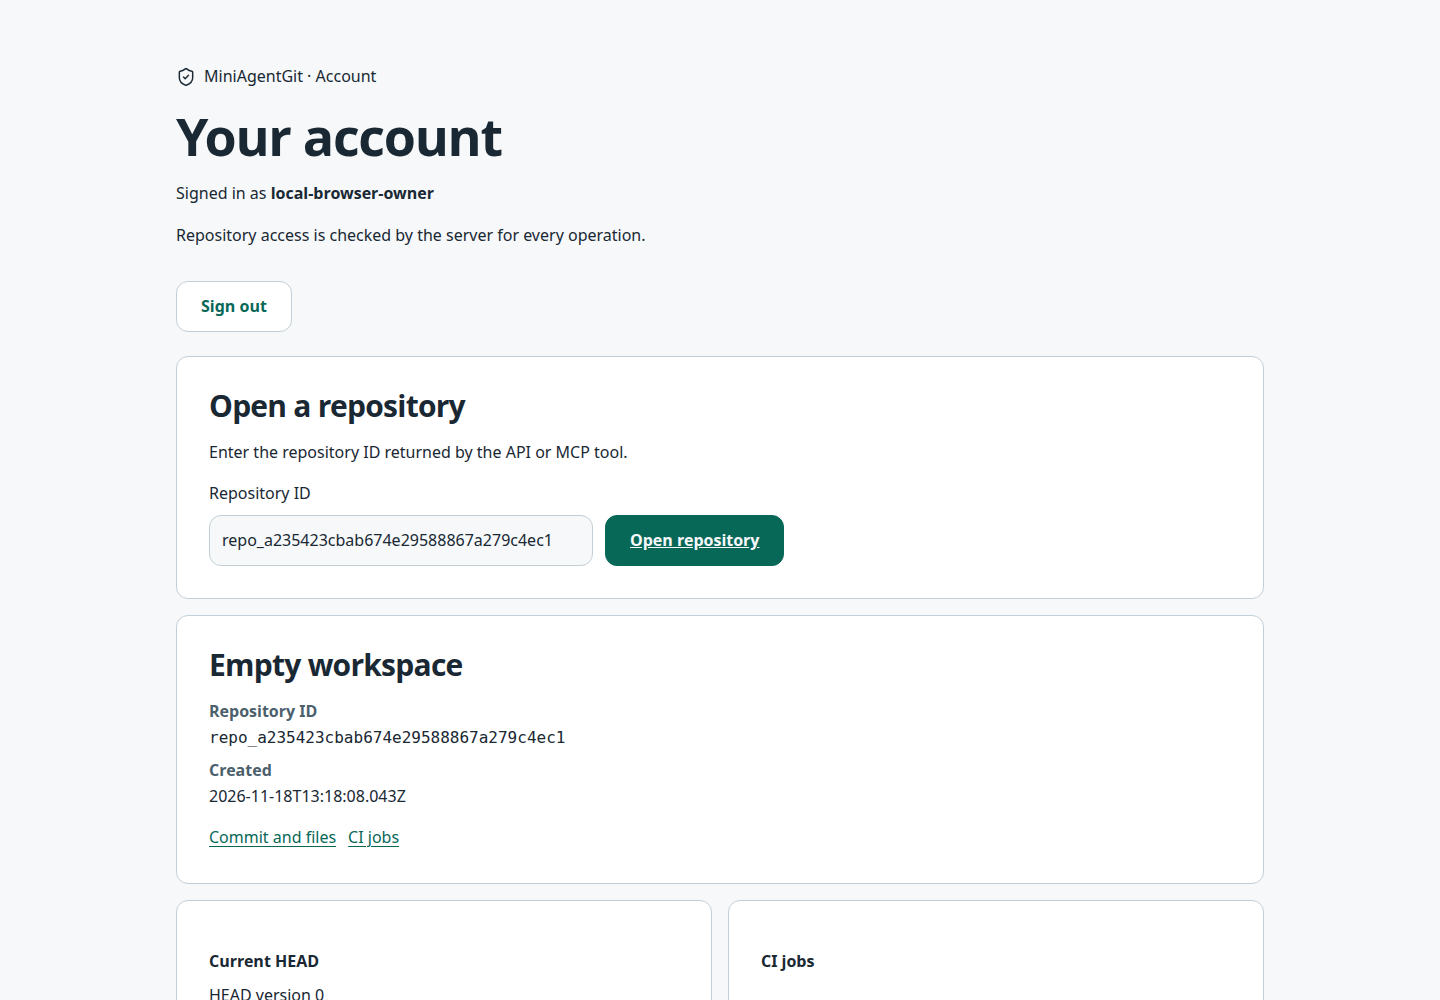 MiniAgentGit · Account
Your account
Signed in as local-browser-owner
Repository access is checked by the server for every operation.
Sign out
Open a repository
Enter the repository ID returned by the API or MCP tool.
Repository ID
repo_a235423cbab674e29588867a279c4ec1
Open repository
Empty workspace
Repository ID
repo_a235423cbab674e29588867a279c4ec1
Created
2026-11-18T13:18:08.043Z
Commit and files CI jobs
Current HEAD
HEAD version 0
CI jobs